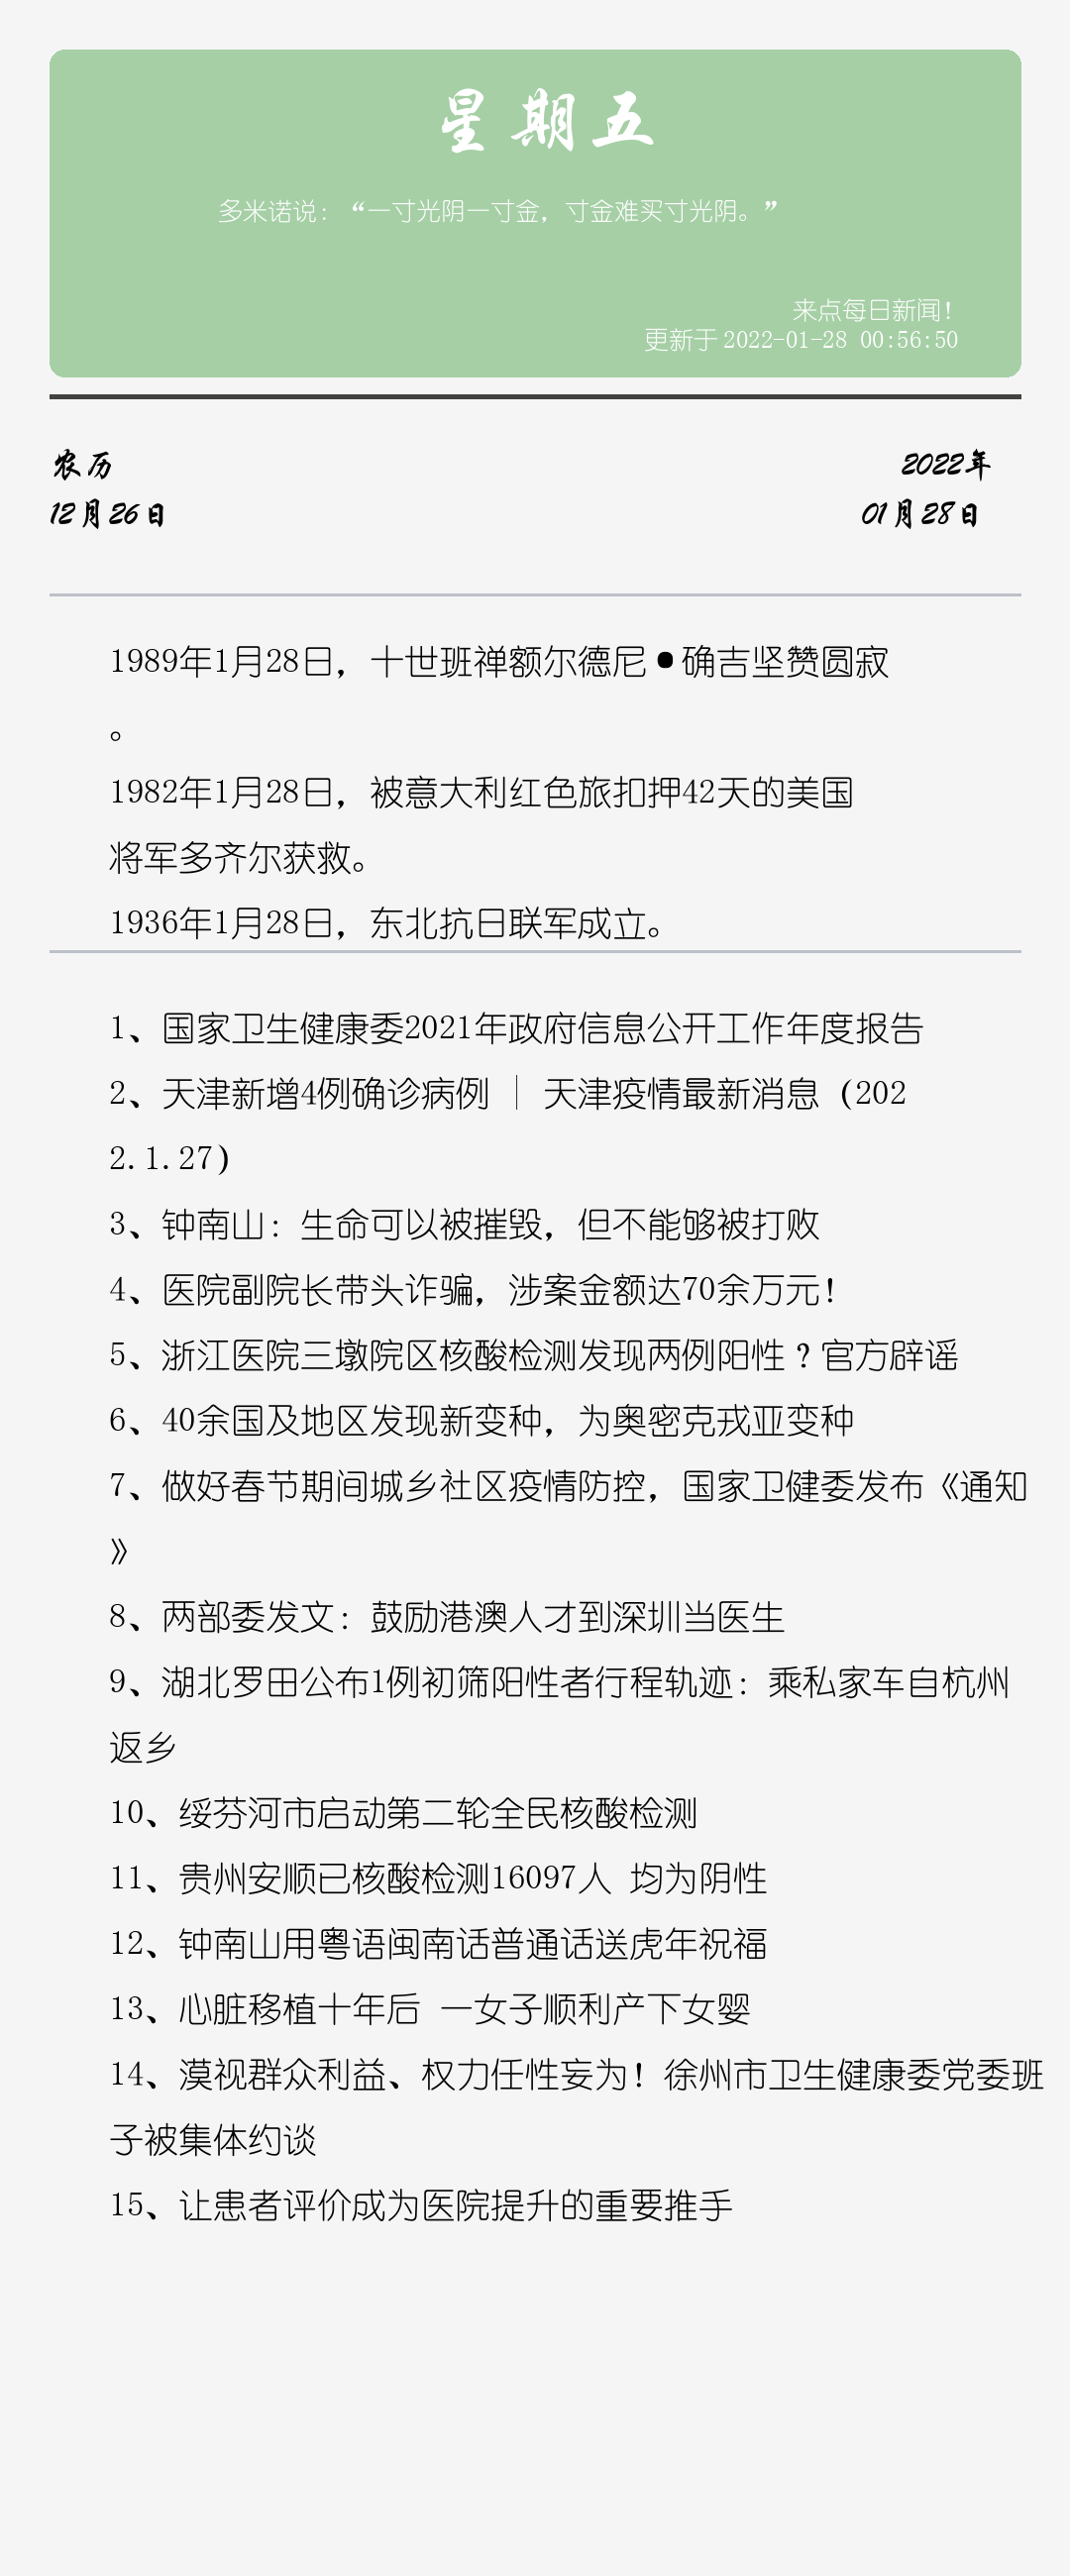 星期五
多米诺说：“一寸光阴一寸金，寸金难买寸光阴。”
来点每日新闻！
更新于2022-01-28 00:56:50
农历
2022年
12月26日
01月28日
1989年1月28日，十世班禅额尔德尼•确吉坚赞圆寂
。
1982年1月28日，被意大利红色旅扣押42天的美国
将军多齐尔获救。
1936年1月28日，东北抗日联军成立。
1、国家卫生健康委2021年政府信息公开工作年度报告
2、天津新增4例确诊病例 │ 天津疫情最新消息（202
2.1.27）
3、钟南山：生命可以被摧毁，但不能够被打败
4、医院副院长带头诈骗，涉案金额达70余万元！
5、浙江医院三墩院区核酸检测发现两例阳性？官方辟谣
6、40余国及地区发现新变种，为奥密克戎亚变种
7、做好春节期间城乡社区疫情防控，国家卫健委发布《通知
》
8、两部委发文：鼓励港澳人才到深圳当医生
9、湖北罗田公布1例初筛阳性者行程轨迹：乘私家车自杭州
返乡
10、绥芬河市启动第二轮全民核酸检测
11、贵州安顺已核酸检测16097人 均为阴性
12、钟南山用粤语闽南话普通话送虎年祝福
13、心脏移植十年后 一女子顺利产下女婴
14、漠视群众利益、权力任性妄为！徐州市卫生健康委党委班
子被集体约谈
15、让患者评价成为医院提升的重要推手